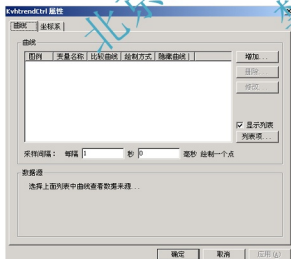 KvhtrendCtrl 属性
曲线 坐标系
曲线
图例 变量名称 比较曲线 绘制方式 隐藏曲线
增加...
删除
修改
显示列表
列表项...
采样间隔： 每隔 1 秒 0 毫秒 绘制一个点
数据源
选择上面列表中曲线查看数据来源...
确定 取消 应用(A)